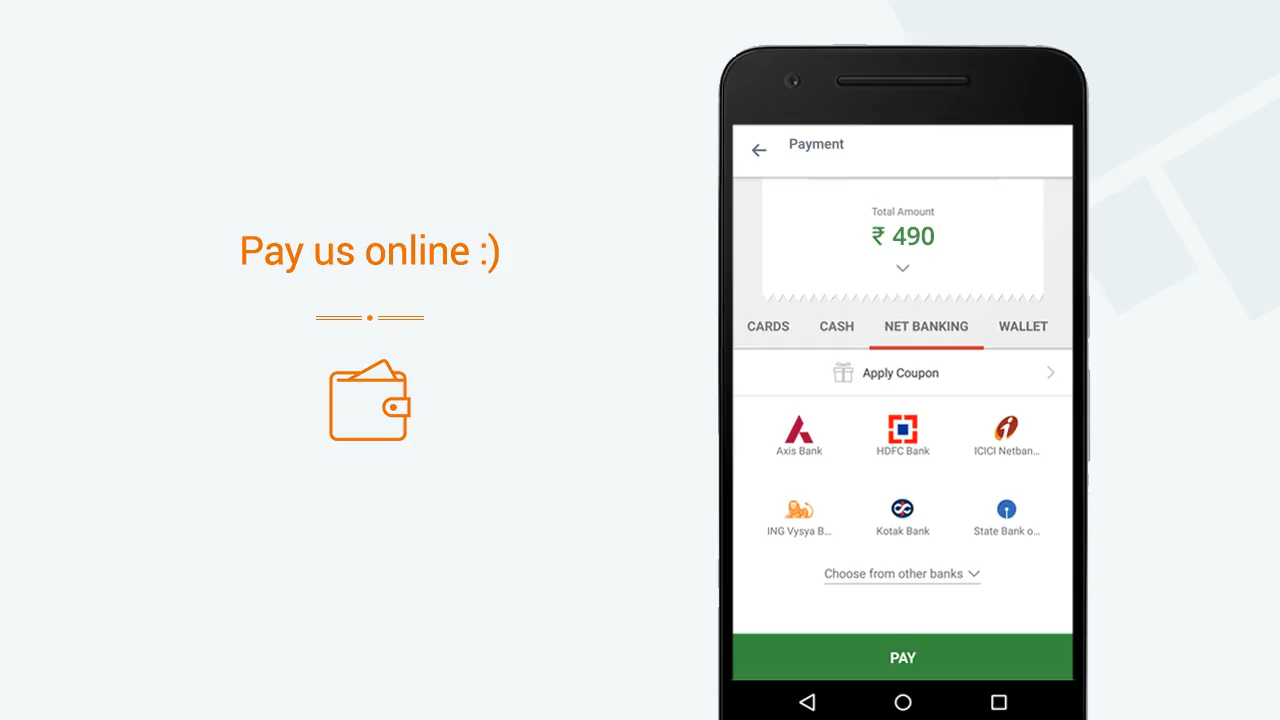 Pay us online :)
Payment
Total Amount
₹ 490
CARDS CASH NET BANKING WALLET
Apply Coupon
Axis Bank HDFC Bank ICICI Netban...
ING Vysya B... Kotak Bank State Bank o...
Choose from other banks
PAY